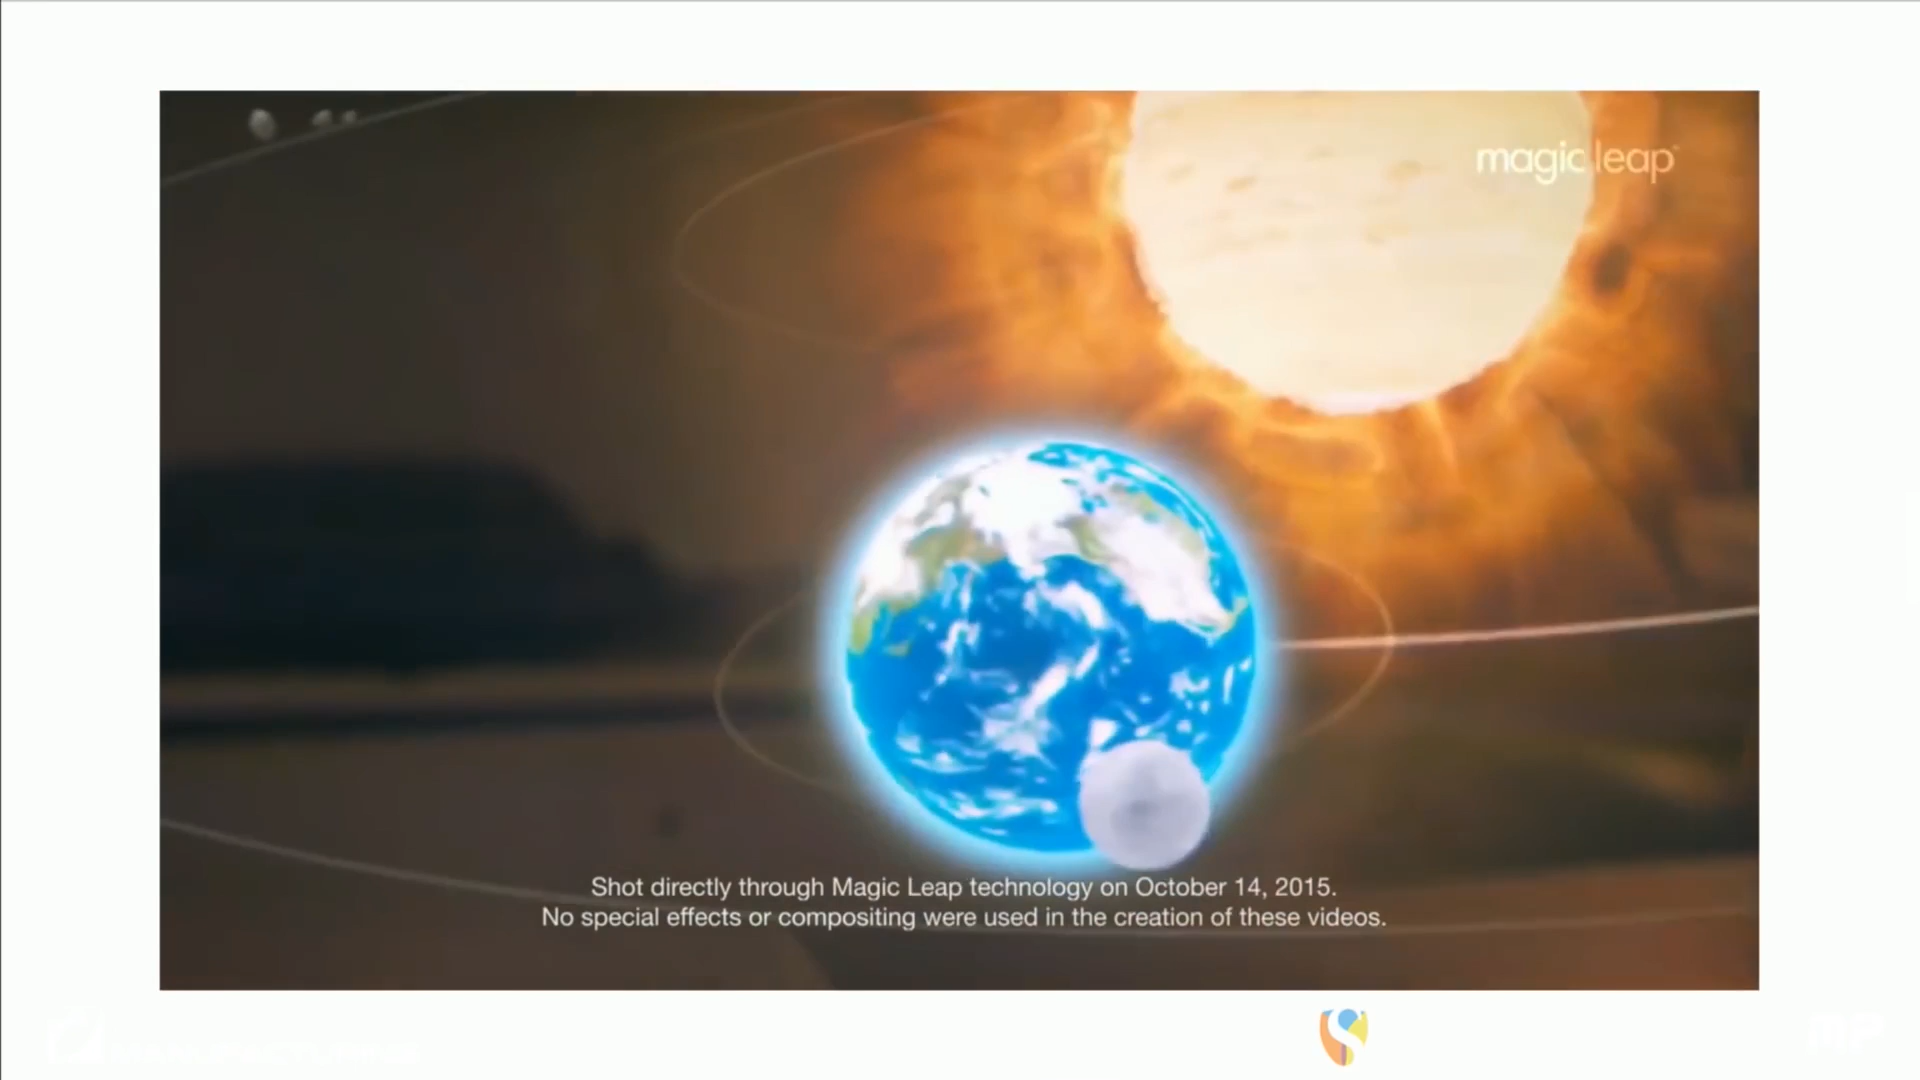 magic leap
Shot directly through Magic Leap technology on October 14, 2015.
No special effects or compositing were used in the creation of these videos.